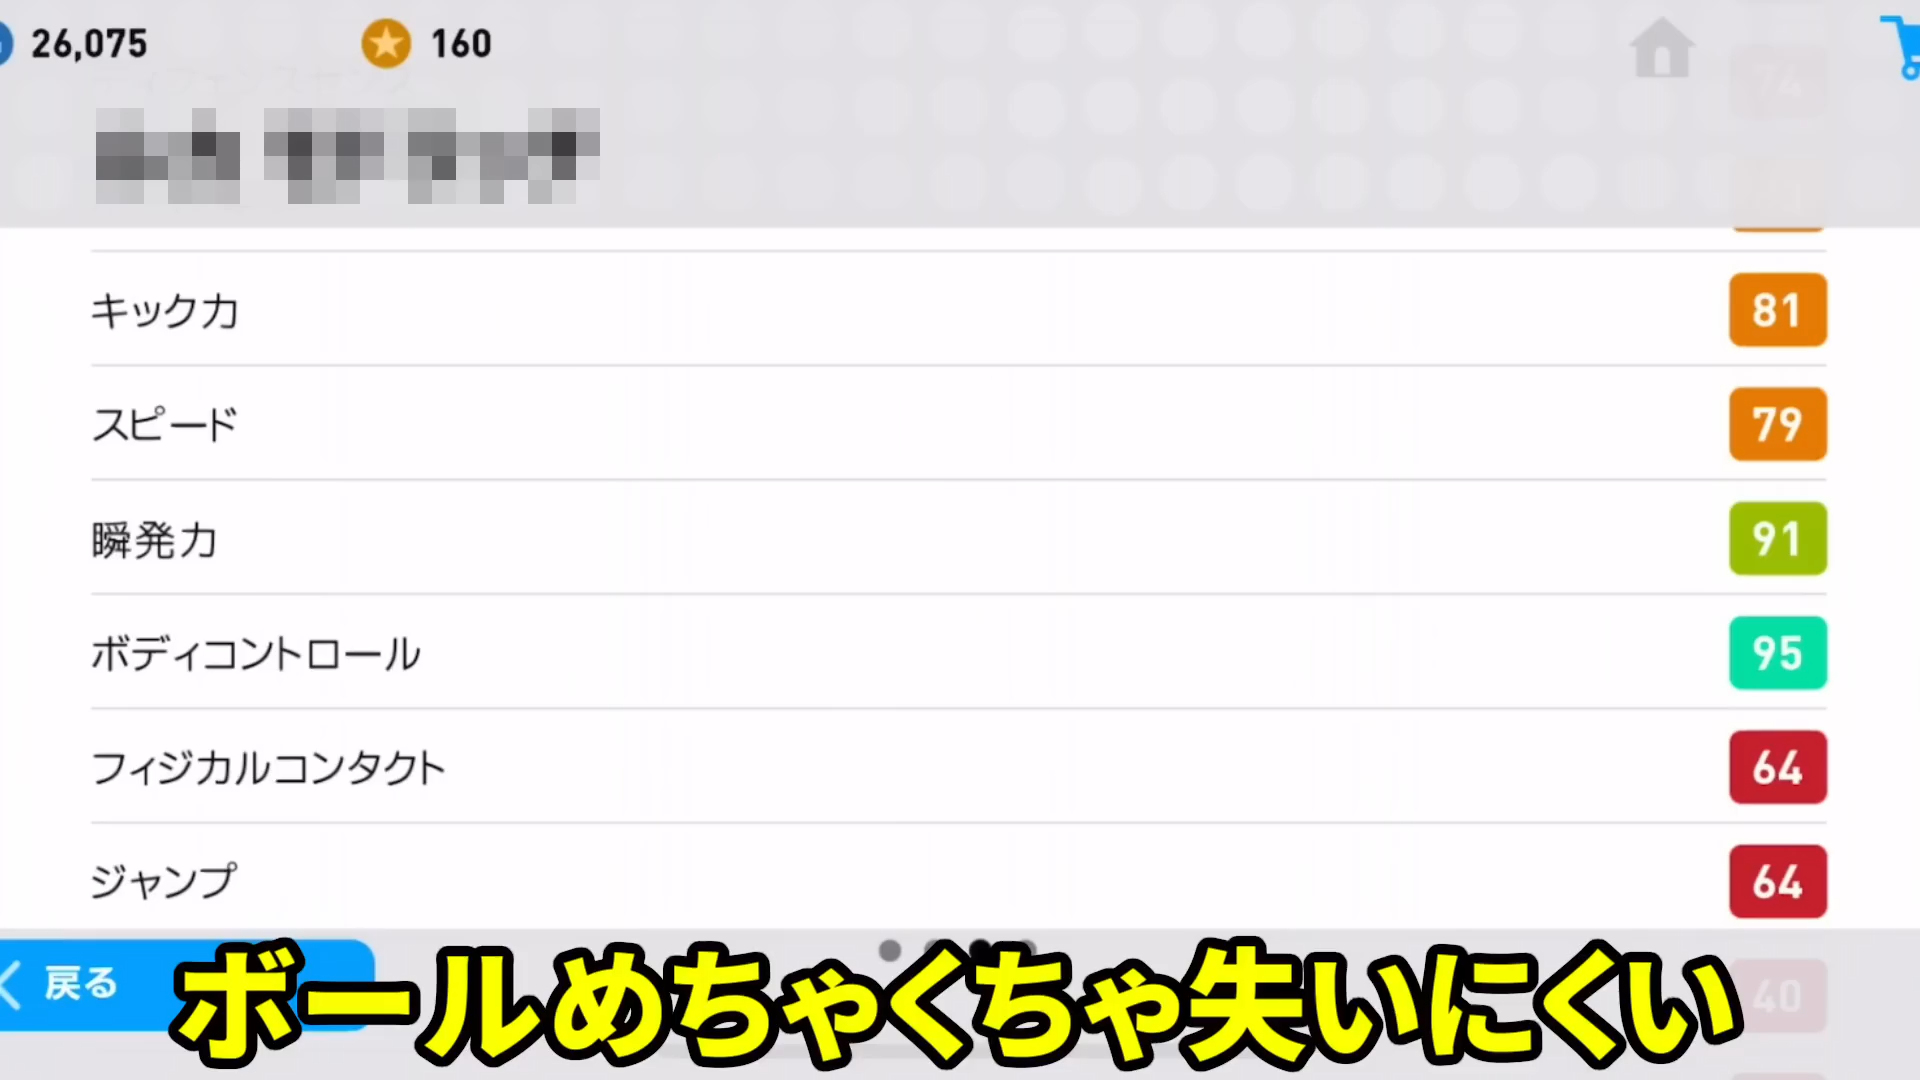 26,075 160
キック力 81
スピード 79
瞬発力 91
ボディコントロール 95
フィジカルコンタクト 64
ジャンプ 64
戻る
40
ボールめちゃくちゃ失いにくい